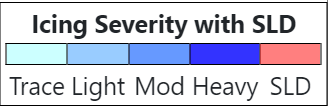 Icing Severity with SLD
Trace Light Mod Heavy SLD